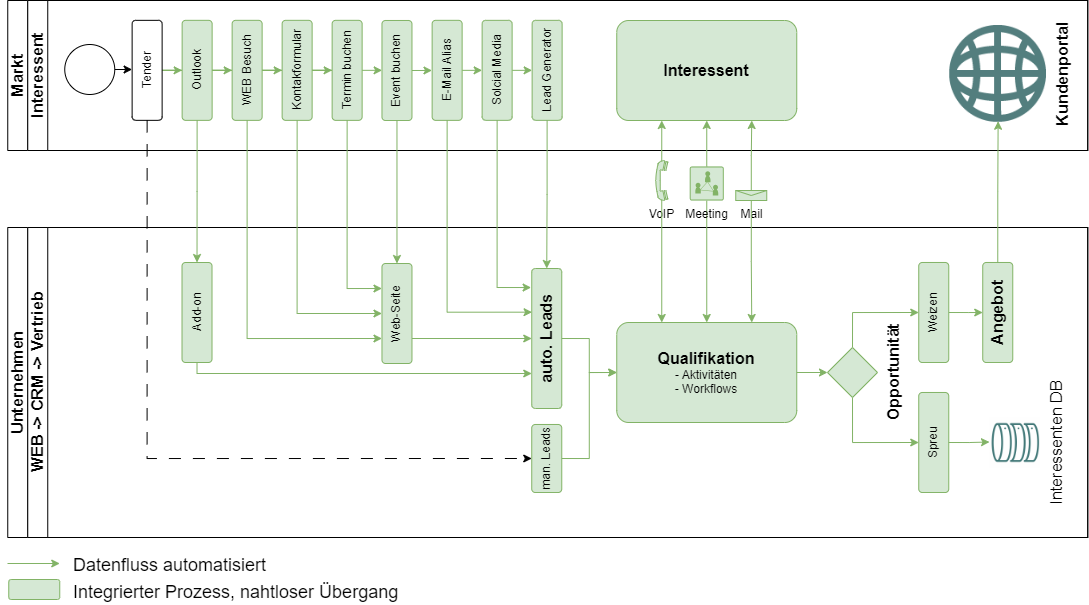 Markt
Interessent
Tender
Outlook
WEB Besuch
Kontakformular
Termin buchen
Event buchen
E-Mail Alias
Solcial Media
Lead Generator
Interessent
Kundenportal
VoIP
Meeting
Mail
Unternehmen
WEB -> CRM -> Vertrieb
Add-on
Web-Seite
auto. Leads
man. Leads
Qualifikation
- Aktivitäten
- Workflows
Opportunität
Weizen
Spreu
Angebot
Interessenten DB
Datenfluss automatisiert
Integrierter Prozess, nahtloser Übergang